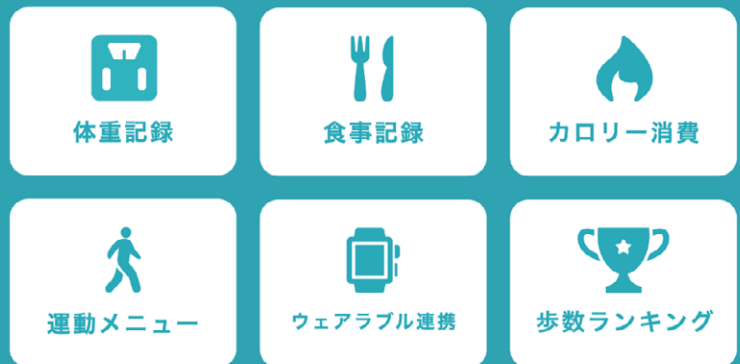 体重記録
食事記録
カロリー消費
運動メニュー
ウェアラブル連携
歩数ランキング